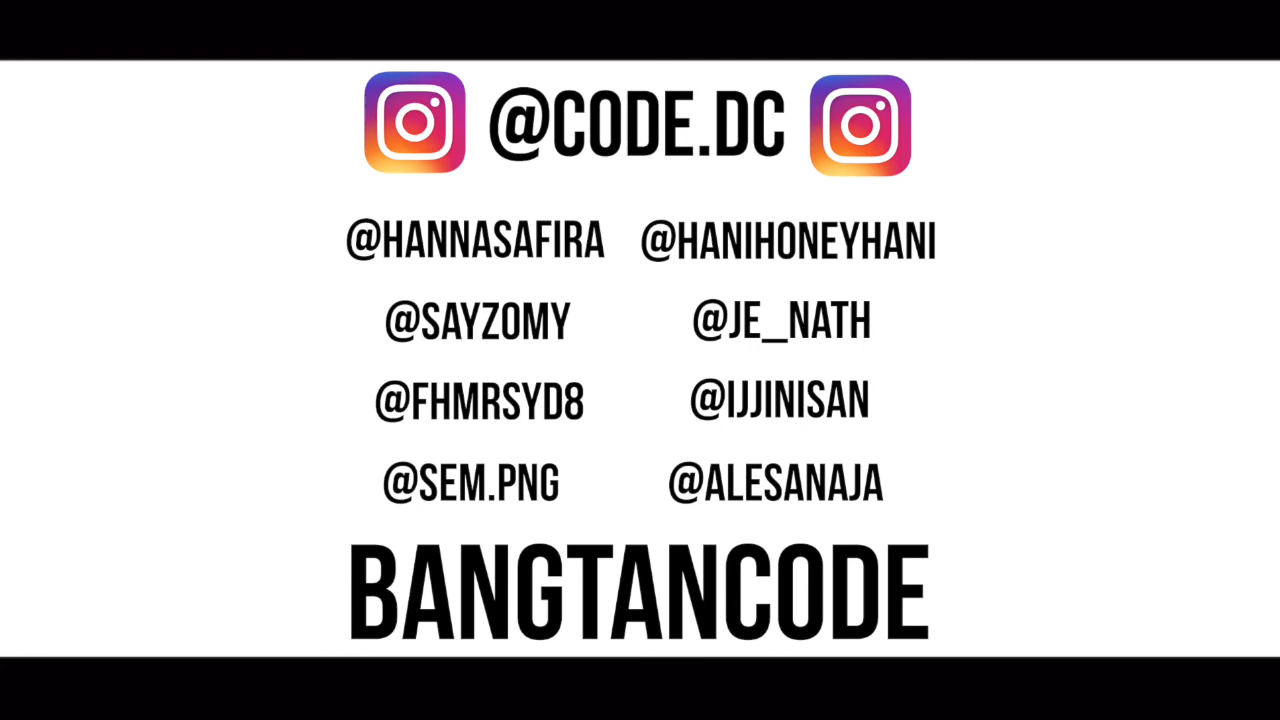 @CODE.DC
@HANNASAFIRA @HANIHONEYHANI
@SAYZOMY @JE_NATH
@FHMRSYD8 @IJJINISAN
@SEM.PNG @ALESANAJA
BANGTANCODE